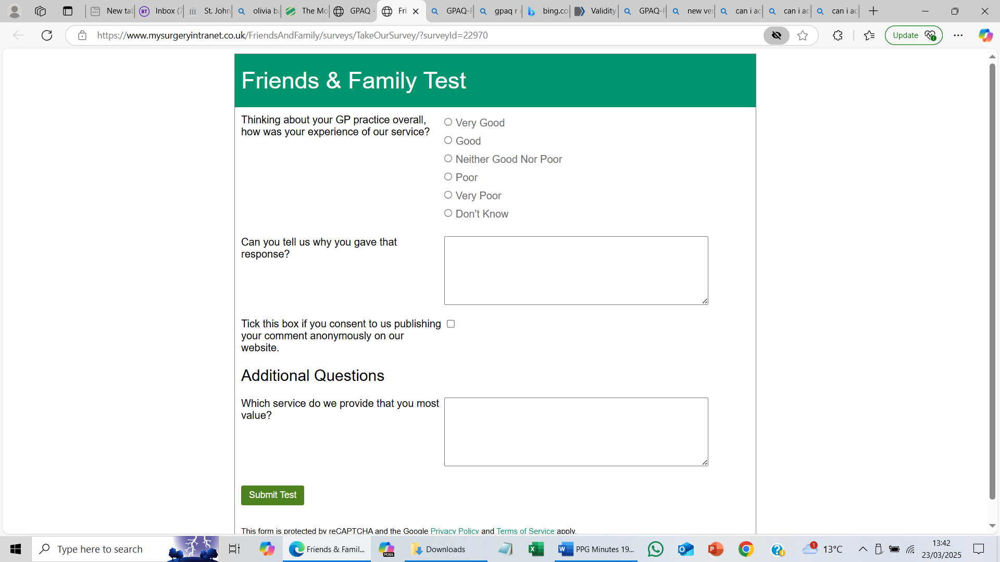 New ta
BT
Inbox (7
St. John
olivia b
The Mo
GPAQ -
Fri
GPAQ-
gpaq r
bing.co
Validity
GPAQ-
new ver
can i ac
can i ac
can i ac
https://www.mysurgeryintranet.co.uk/FriendsAndFamily/surveys/TakeOurSurvey/?surveyId=22970
Update
Friends & Family Test
Thinking about your GP practice overall,
how was your experience of our service?
Very Good
Good
Neither Good Nor Poor
Poor
Very Poor
Don't Know
Can you tell us why you gave that
response?
Tick this box if you consent to us publishing
your comment anonymously on our
website.
Additional Questions
Which service do we provide that you most
value?
Submit Test
This form is protected by reCAPTCHA and the Google Privacy Policy and Terms of Service apply.
Type here to search
Friends & Famil...
M365
Downloads
PPG Minutes 19...
1
13°C
13:42
23/03/2025